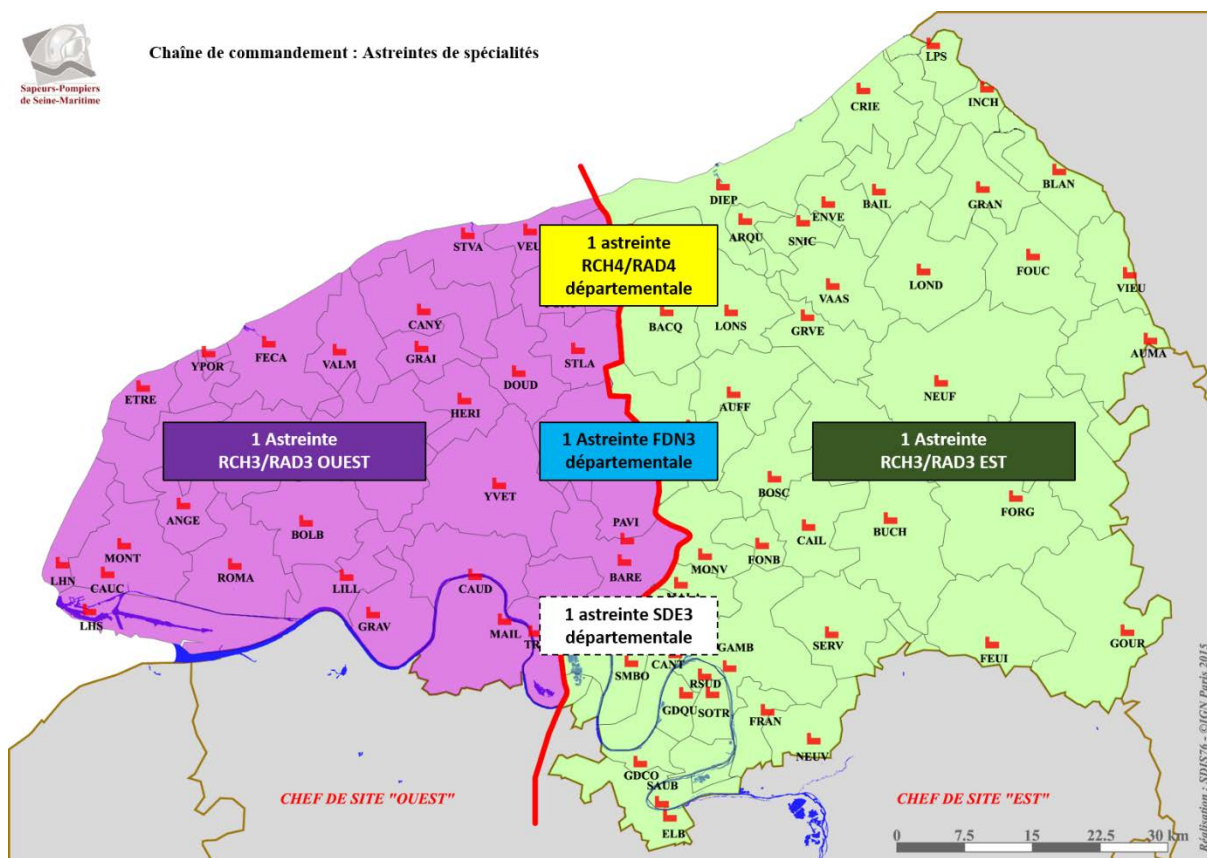 Chaîne de commandement : Astreintes de spécialités
Sapeurs-Pompiers
de Seine-Maritime
LPS
CRIE
INCH
BLAN
DIEP
BAIL
GRAN
ENVE
ARQU
SNIC
STVA
VEU
1 astreinte
RCH4/RAD4
départementale
FOUC
LOND
VIEU
VAAS
CANY
BACQ
LONS
GRVE
AUMA
FECA
YPOR
VALM
GRAI
STLA
DOUD
ETRE
HERI
AUFF
NEUF
1 Astreinte
RCH3/RAD3 OUEST
1 Astreinte FDN3
départementale
1 Astreinte
RCH3/RAD3 EST
YVET
BOSC
ANGE
FORG
BOLB
PAVI
CAIL
BUCH
MONT
FONB
MONV
LHN
CAUC
ROMA
LILL
CAUD
BARE
LHS
GRAV
MAIL
TR
1 astreinte SDE3
départementale
GAMB
SERV
FEUI
GOUR
SMBO
CANT
RSUD
GDQU
SOTR
FRAN
NEUV
GDCO
SAUB
ELB
CHEF DE SITE "OUEST"
CHEF DE SITE "EST"
0 7.5 15 22.5 30 km
Réalisation : SDIS76 - ©IGN Paris 2015